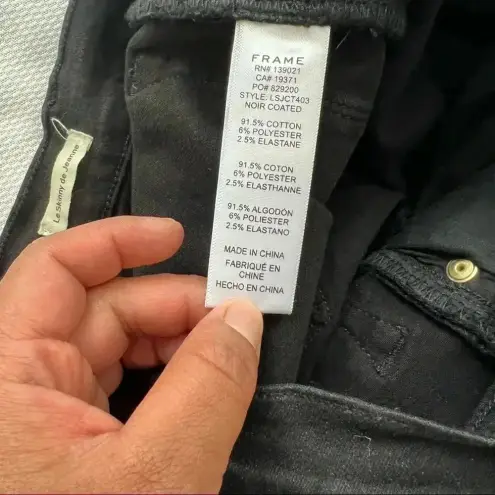 FRAME
RN# 139021
CA# 19371
PO# 829200
STYLE: LSJCT403
NOIR COATED
91.5% COTTON
6% POLYESTER
2.5% ELASTANE
91.5% COTON
6% POLYESTER
2.5% ELASTHANNE
91.5% ALGODÓN
6% POLIESTER
2.5% ELASTANO
MADE IN CHINA
FABRIQUÉ EN
CHINE
HECHO EN CHINA
Le Skinny de Jeanne